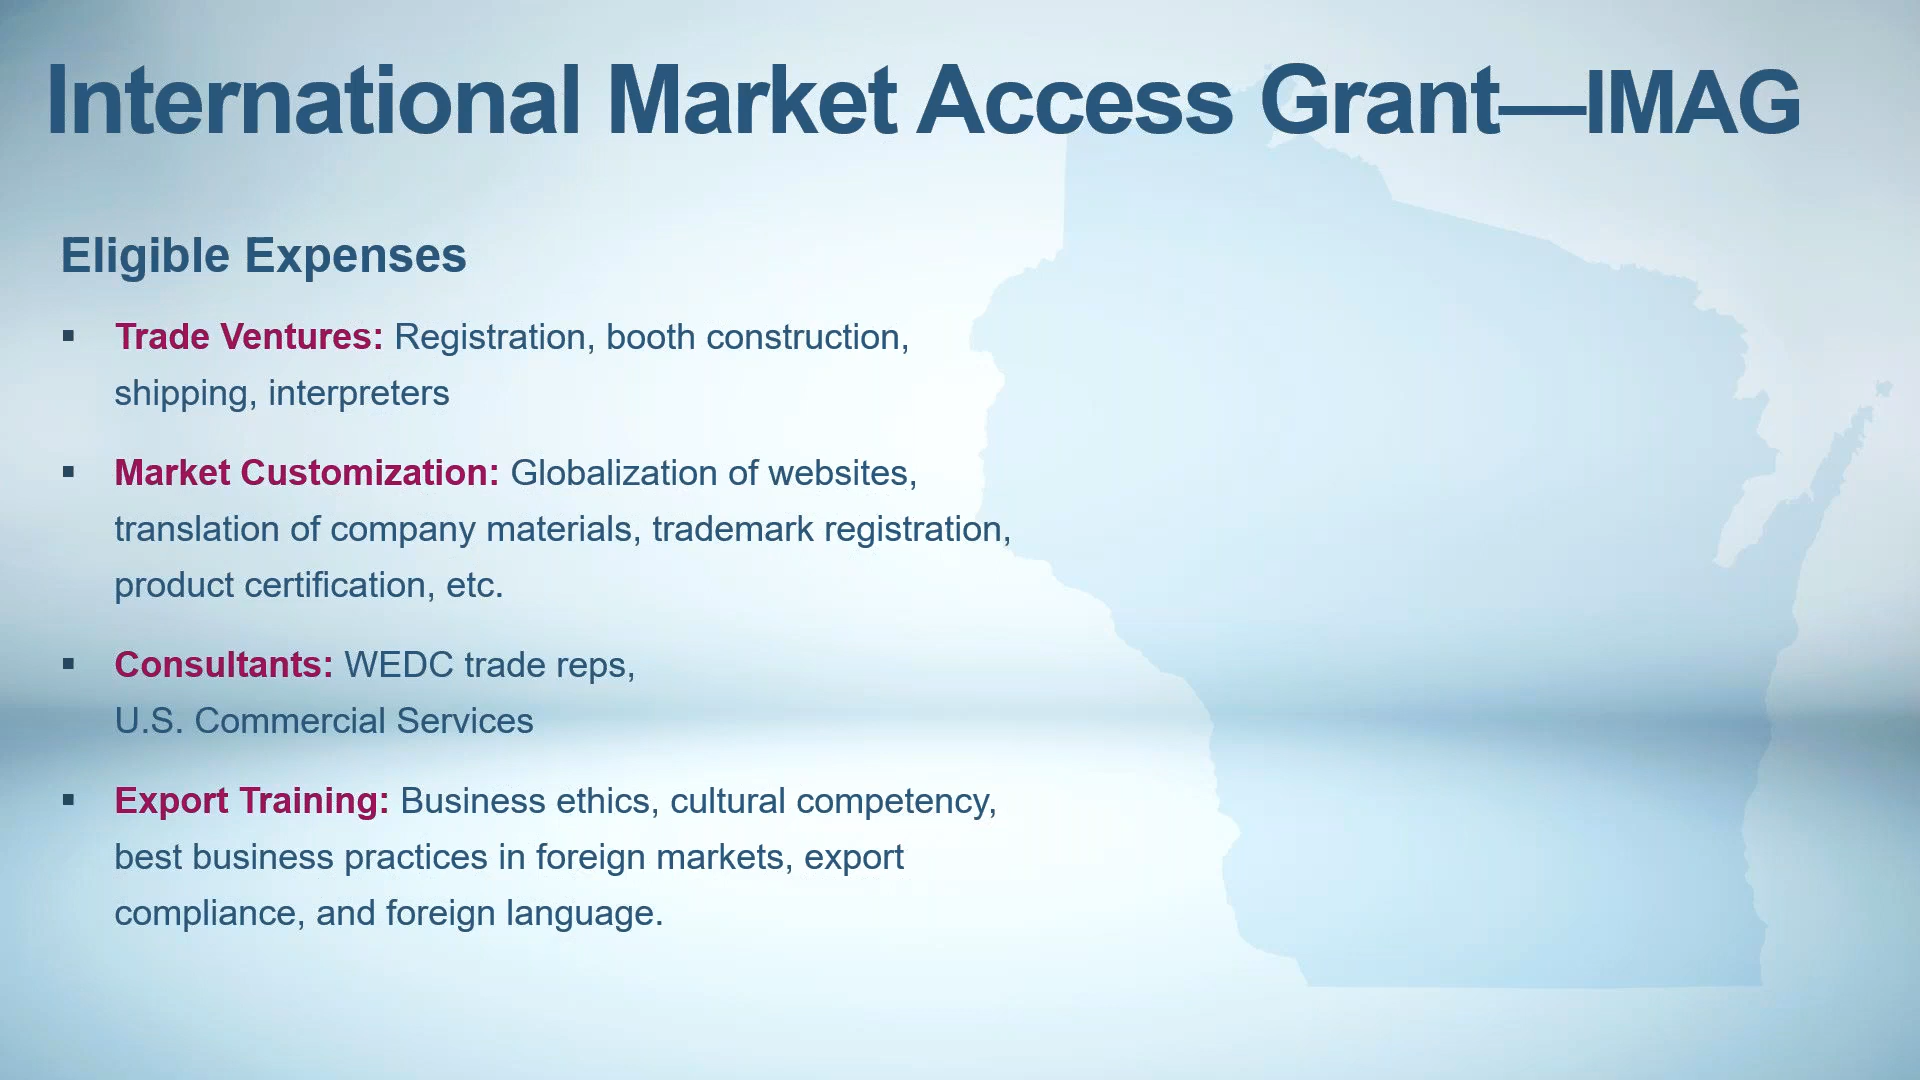 International Market Access Grant—IMAG
Eligible Expenses
▪ Trade Ventures: Registration, booth construction,
shipping, interpreters
▪ Market Customization: Globalization of websites,
translation of company materials, trademark registration,
product certification, etc.
▪ Consultants: WEDC trade reps,
U.S. Commercial Services
▪ Export Training: Business ethics, cultural competency,
best business practices in foreign markets, export
compliance, and foreign language.